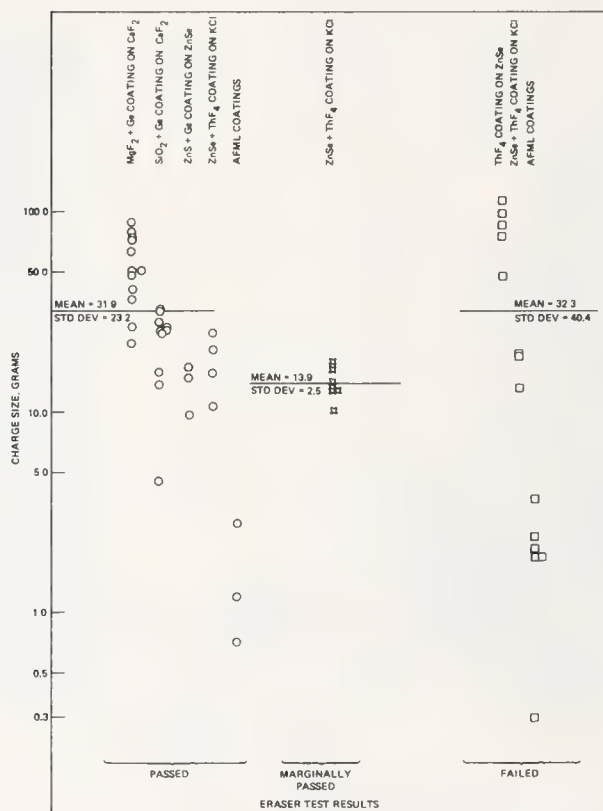 MgF2 + Ge COATING ON CaF2
SiO2 + Ge COATING ON CaF2
ZnS + Ge COATING ON ZnSe
ZnSe + ThF4 COATING ON KCl
AFML COATINGS
ZnSe + ThF4 COATING ON KCl
ThF4 COATING ON ZnSe
ZnSe + ThF4 COATING ON KCl
AFML COATINGS
CHARGE SIZE, GRAMS
100.0
50.0
10.0
5.0
1.0
0.5
0.3
MEAN = 31.9
STD DEV = 23.2
MEAN = 13.9
STD DEV = 2.5
MEAN = 32.3
STD DEV = 40.4
PASSED
MARGINALLY
PASSED
FAILED
ERASER TEST RESULTS